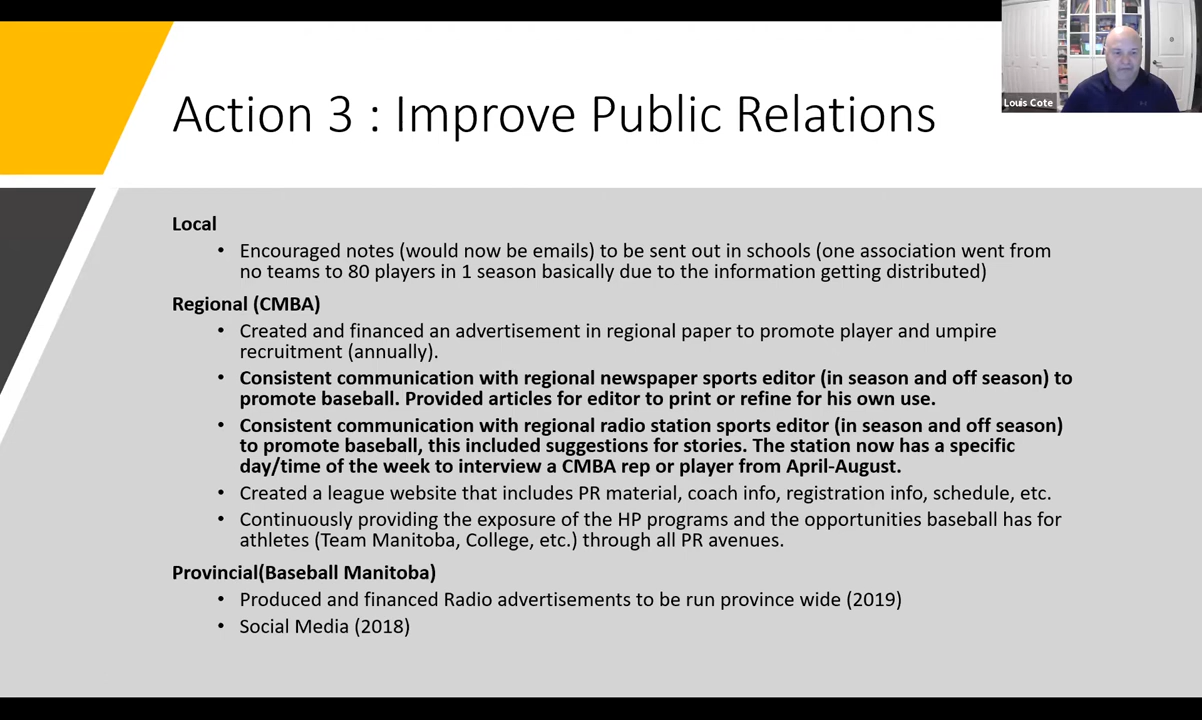 Action 3 : Improve Public Relations
Louis Cote
Local
• Encouraged notes (would now be emails) to be sent out in schools (one association went from
no teams to 80 players in 1 season basically due to the information getting distributed)
Regional (CMBA)
• Created and financed an advertisement in regional paper to promote player and umpire
recruitment (annually).
• Consistent communication with regional newspaper sports editor (in season and off season) to
promote baseball. Provided articles for editor to print or refine for his own use.
• Consistent communication with regional radio station sports editor (in season and off season)
to promote baseball, this included suggestions for stories. The station now has a specific
day/time of the week to interview a CMBA rep or player from April-August.
• Created a league website that includes PR material, coach info, registration info, schedule, etc.
• Continuously providing the exposure of the HP programs and the opportunities baseball has for
athletes (Team Manitoba, College, etc.) through all PR avenues.
Provincial(Baseball Manitoba)
• Produced and financed Radio advertisements to be run province wide (2019)
• Social Media (2018)